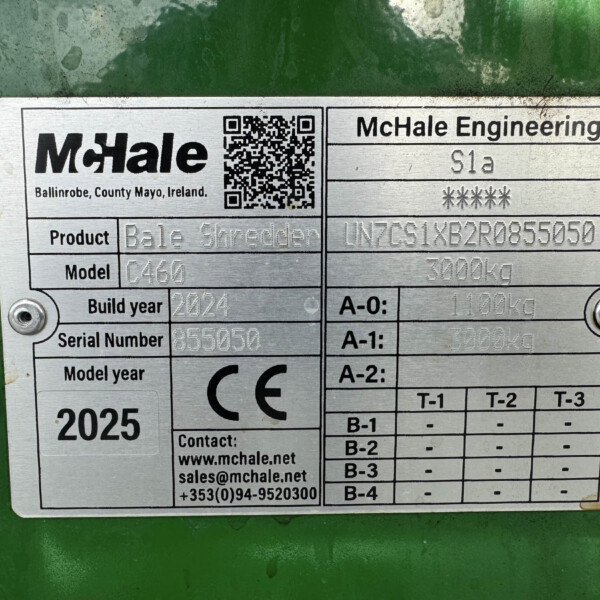 McHale
Ballinrobe, County Mayo, Ireland.
Product Bale Shredder
Model C460
Build year 2024
Serial Number 855050
Model year
2025
CE
Contact:
www.mchale.net
sales@mchale.net
+353(0)94-9520300
McHale Engineering
S1a
*****
UN7CS1XB2R0855050
3000kg
A-0: 1100kg
A-1: 3000kg
A-2:
T-1 T-2 T-3
B-1 - - -
B-2 - - -
B-3 - - -
B-4 - - -